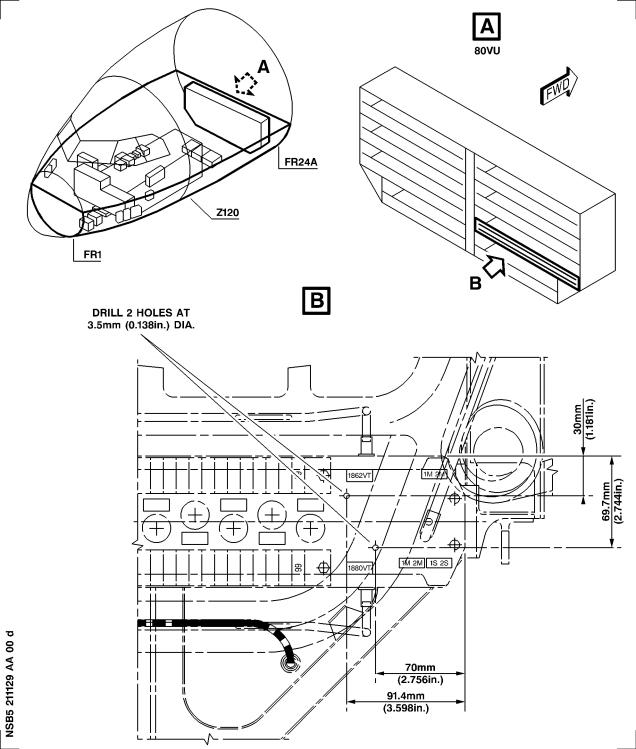 A
80VU
A
FWD
FR24A
Z120
FR1
B
B
DRILL 2 HOLES AT
3.5mm (0.138in.) DIA.
30mm
(1.181in.)
69.7mm
(2.744in.)
1862VT
1M 2M
1880VT
1M 2M
1S 2S
66
70mm
(2.756in.)
91.4mm
(3.598in.)
NSB5 211129 AA 00 d